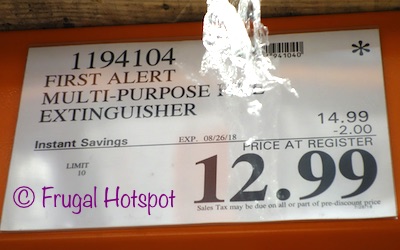 1194104
941040
FIRST ALERT
MULTI-PURPOSE
EXTINGUISHER
14.99
-2.00
Instant Savings EXP. 08/26/18 PRICE AT REGISTER
LIMIT
10
12.99
Sales Tax may be due on all or part of pre-discount price
© Frugal Hotspot